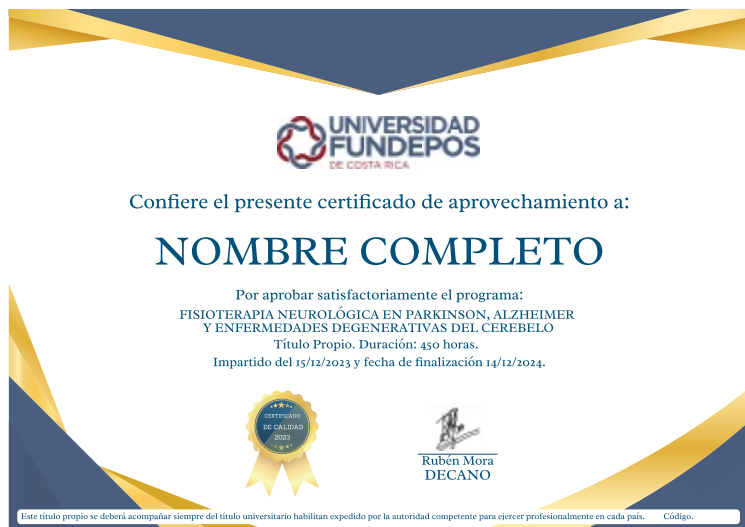 UNIVERSIDAD
FUNDEPOS
DE COSTA RICA
Confiere el presente certificado de aprovechamiento a:
NOMBRE COMPLETO
Por aprobar satisfactoriamente el programa:
FISIOTERAPIA NEUROLÓGICA EN PARKINSON, ALZHEIMER
Y ENFERMEDADES DEGENERATIVAS DEL CEREBELO
Título Propio. Duración: 450 horas.
Impartido del 15/12/2023 y fecha de finalización 14/12/2024.
CERTIFICADO
DE CALIDAD
2023
Rubén Mora
DECANO
Este título propio se deberá acompañar siempre del título universitario habilitan expedido por la autoridad competente para ejercer profesionalmente en cada país. Código.